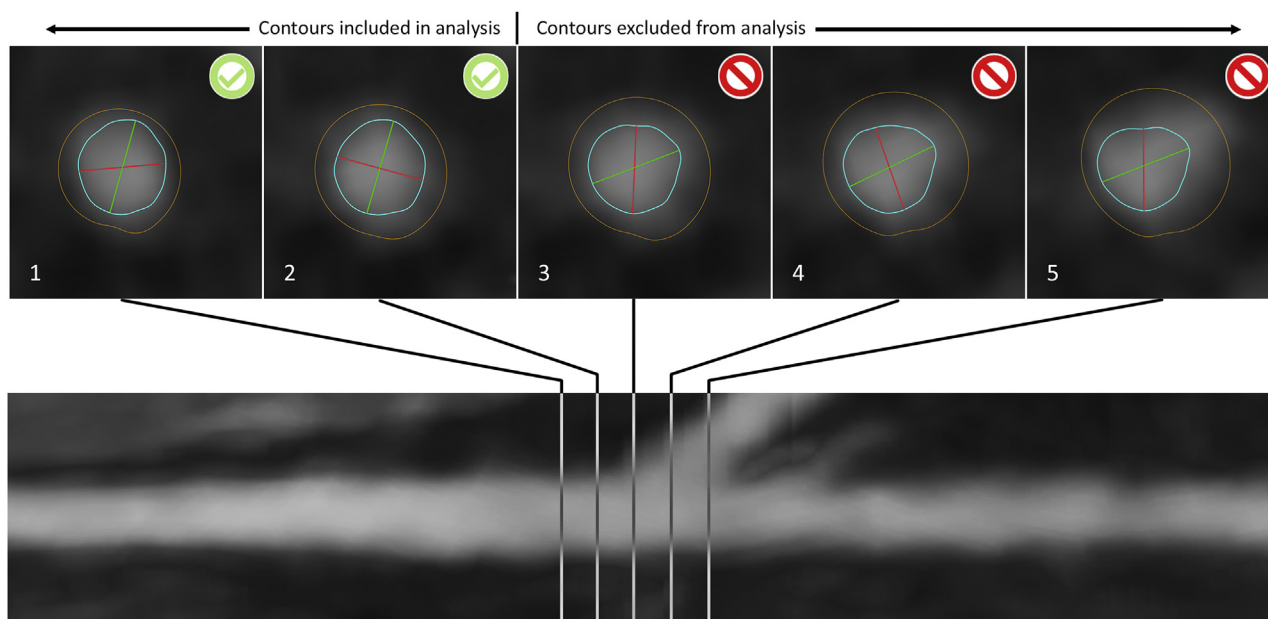 Contours included in analysis
Contours excluded from analysis
1
2
3
4
5